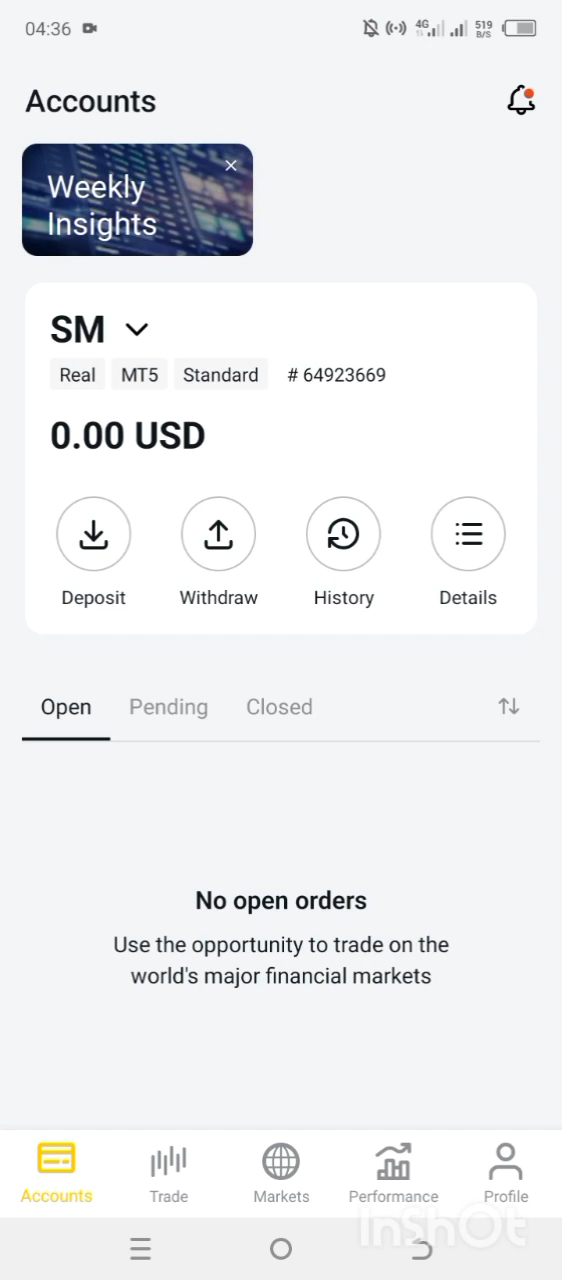 04:36
4G
519
B/S
Accounts
Weekly
Insights
SM
Real MT5 Standard # 64923669
0.00 USD
Deposit Withdraw History Details
Open Pending Closed
No open orders
Use the opportunity to trade on the
world's major financial markets
Accounts Trade Markets Performance Profile
InShOt